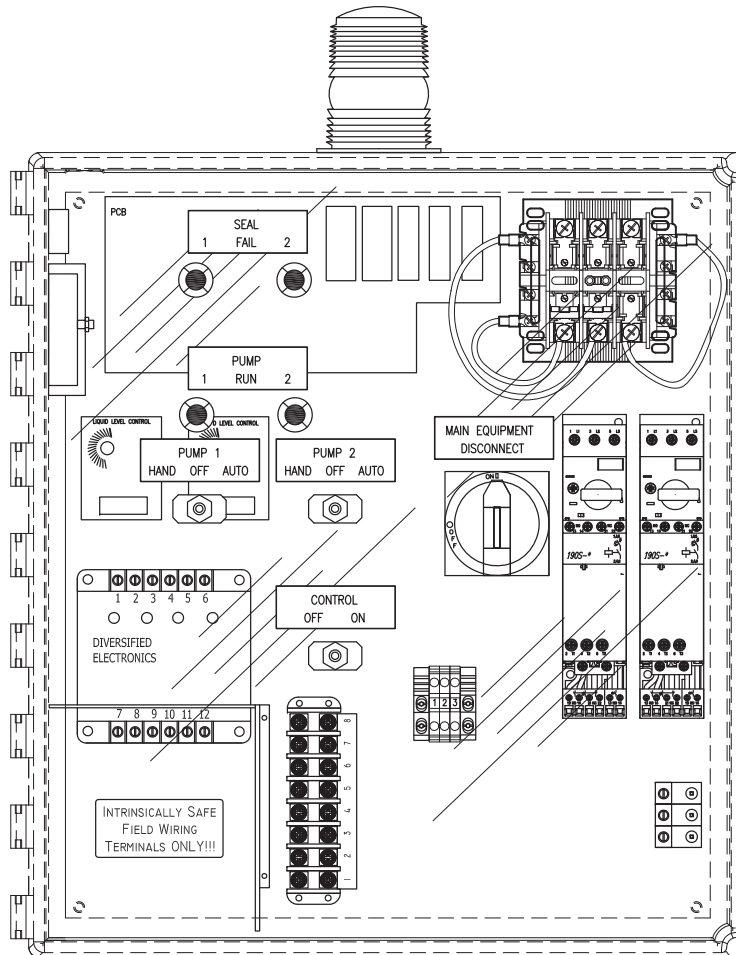 PCB
SEAL
1 FAIL 2
PUMP
1 RUN 2
LIQUID LEVEL CONTROL
D LEVEL CONTROL
PUMP 1
HAND OFF AUTO
PUMP 2
HAND OFF AUTO
MAIN EQUIPMENT
DISCONNECT
ON
OFF
190S-#
190S-#
1 2 3 4 5 6
DIVERSIFIED
ELECTRONICS
7 8 9 10 11 12
CONTROL
OFF ON
1 2 3
8
7
6
5
4
3
2
1
INTRINSICALLY SAFE
FIELD WIRING
TERMINALS ONLY!!!